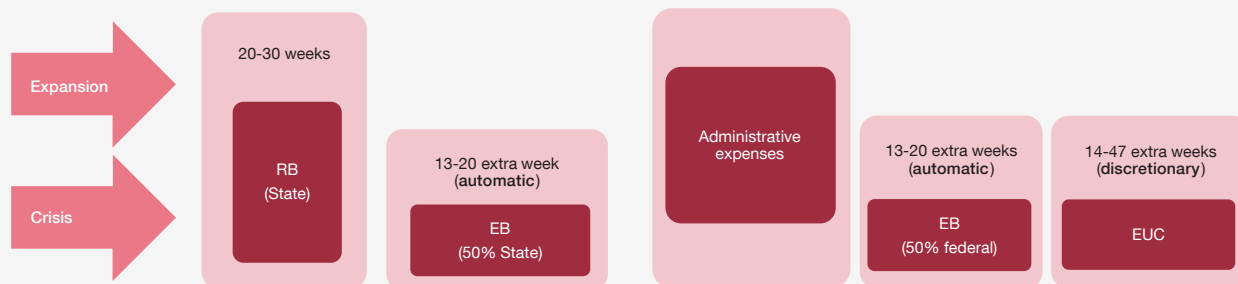 Expansion
Crisis
20-30 weeks
RB
(State)
13-20 extra week
(automatic)
EB
(50% State)
Administrative
expenses
13-20 extra weeks
(automatic)
EB
(50% federal)
14-47 extra weeks
(discretionary)
EUC